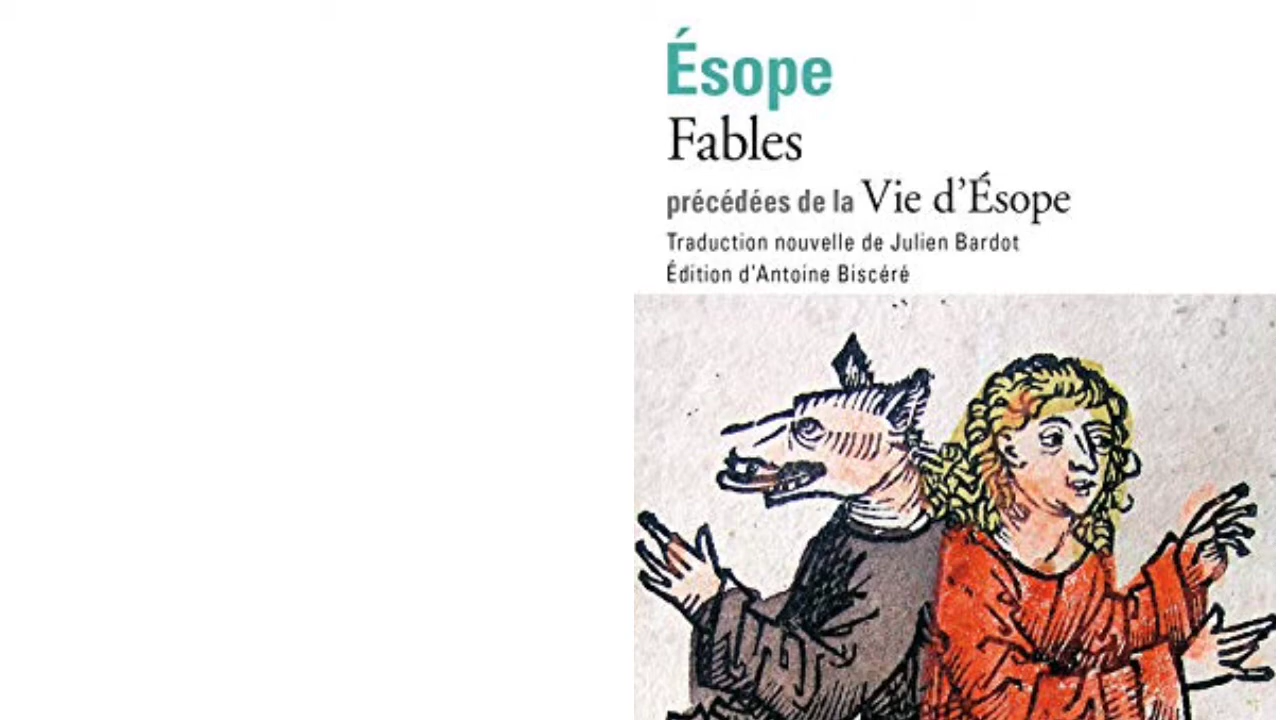 Ésope
Fables
précédées de la Vie d’Ésope
Traduction nouvelle de Julien Bardot
Édition d'Antoine Biscéré